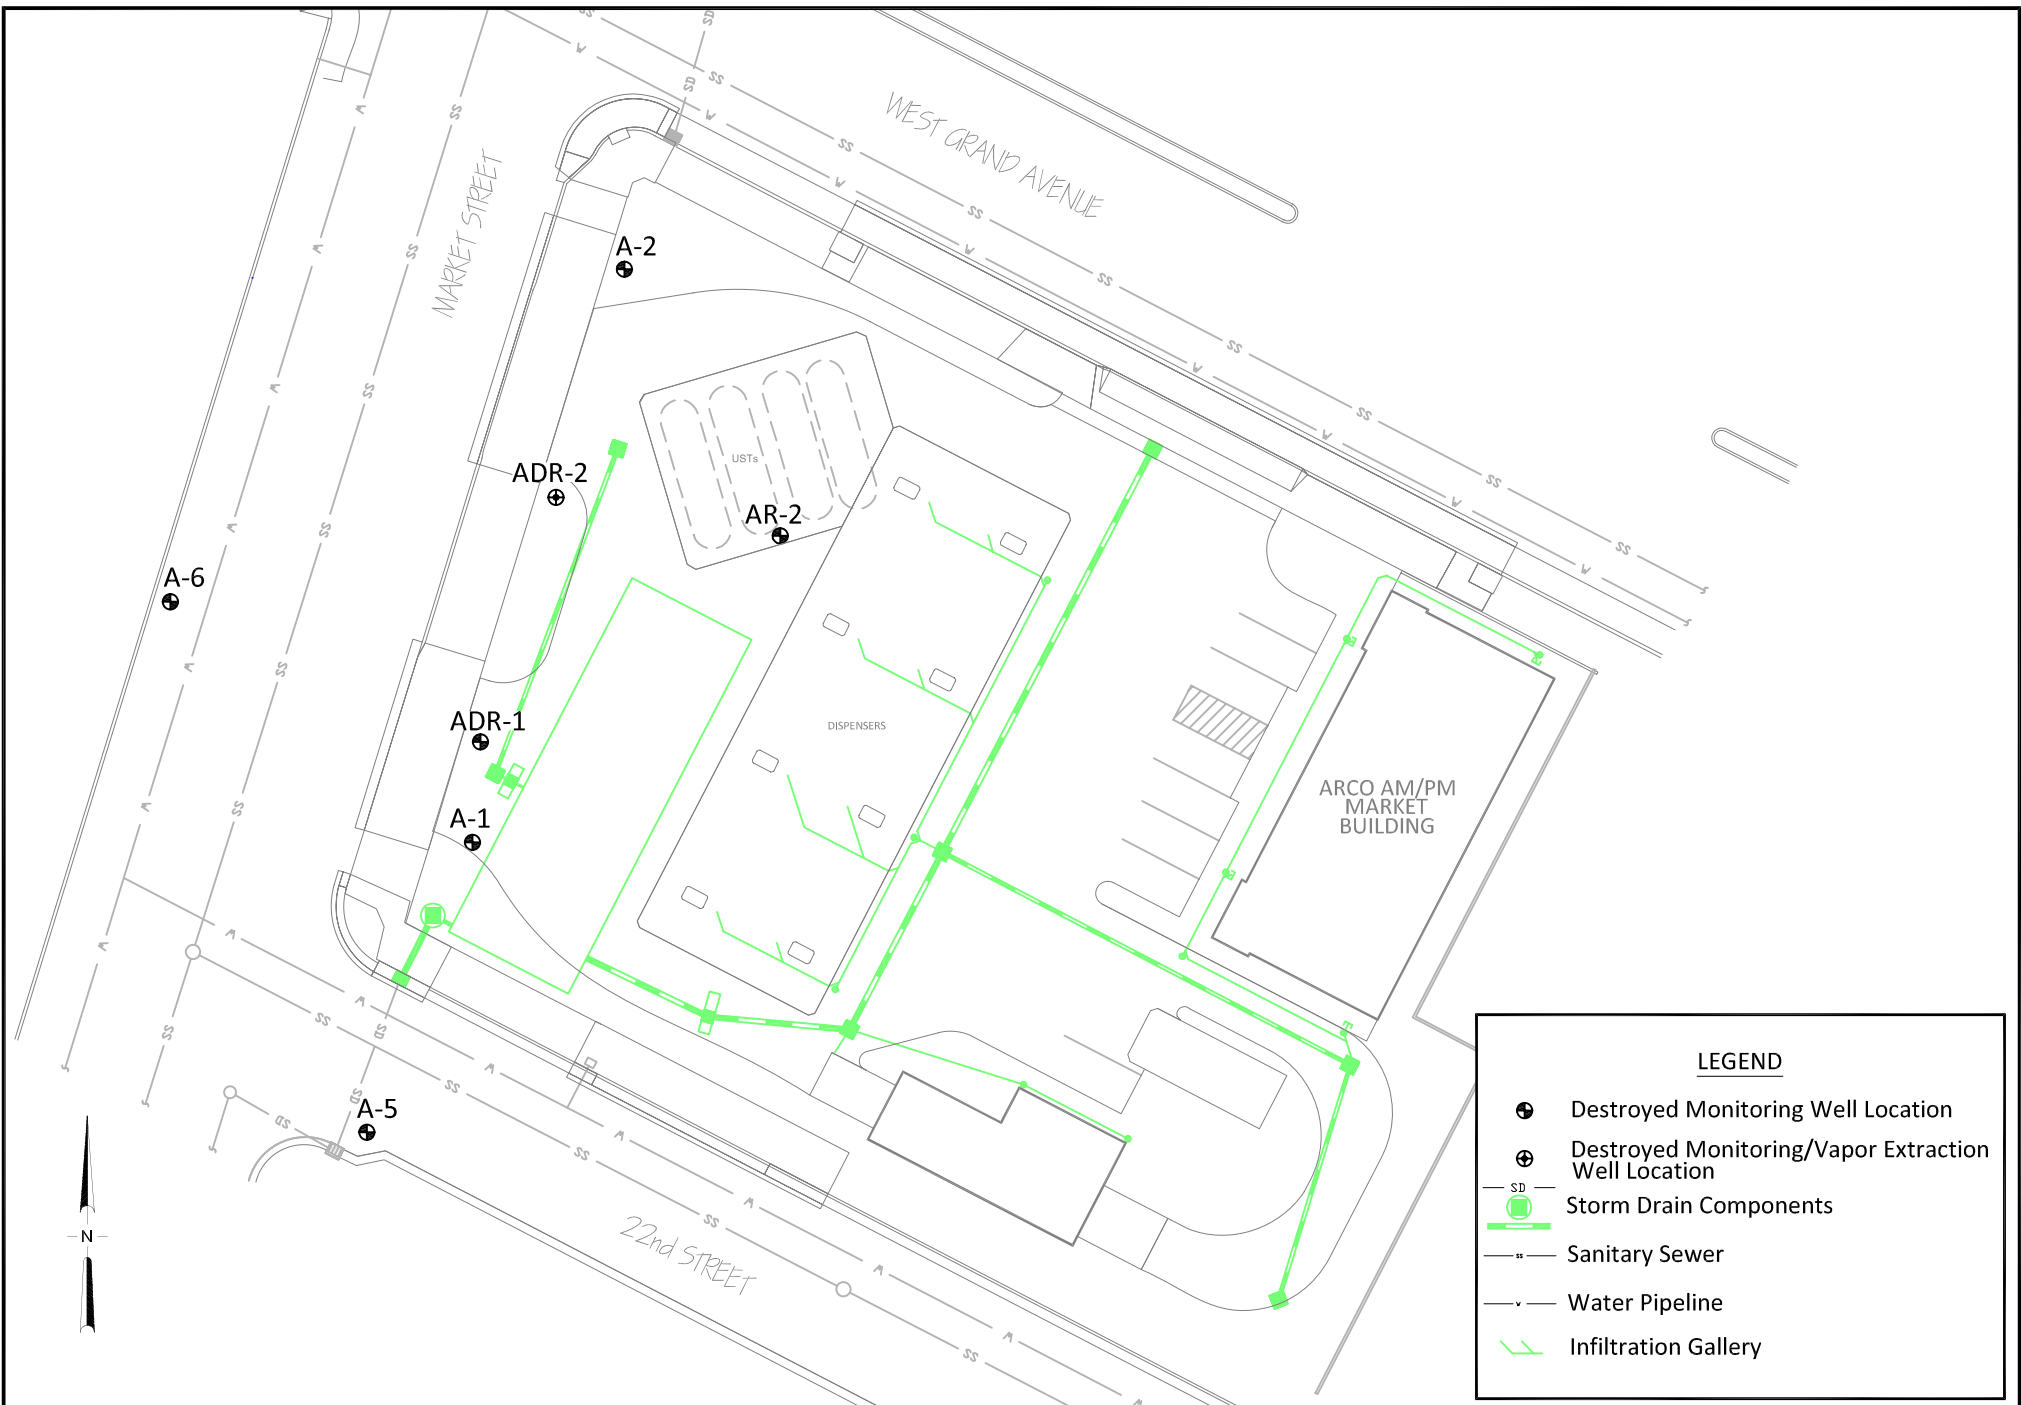 WEST GRAND AVENUE
MARKET STREET
A-2
ADR-2
USTs
AR-2
A-6
ADR-1
DISPENSERS
A-1
ARCO AM/PM
MARKET
BUILDING
A-5
22nd STREET
N
LEGEND
Destroyed Monitoring Well Location
Destroyed Monitoring/Vapor Extraction
Well Location
SD
Storm Drain Components
SS
Sanitary Sewer
W
Water Pipeline
Infiltration Gallery